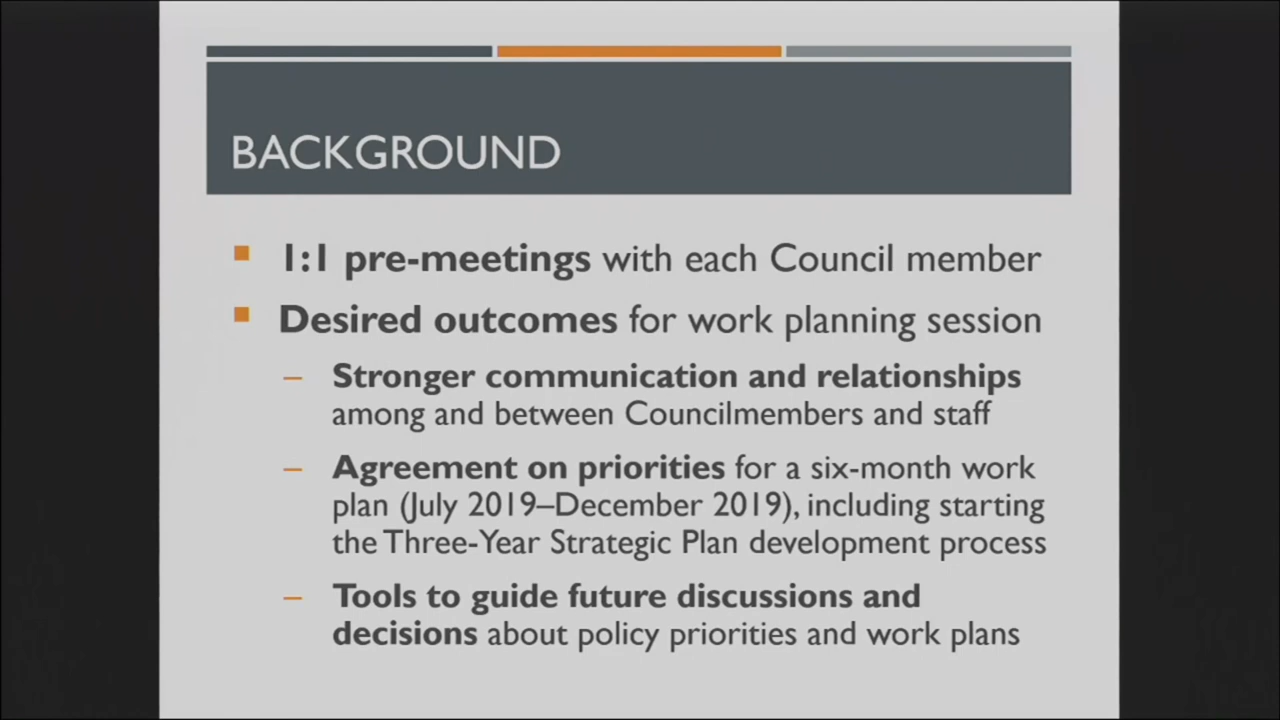 BACKGROUND
1:1 pre-meetings with each Council member
Desired outcomes for work planning session
– Stronger communication and relationships
among and between Councilmembers and staff
– Agreement on priorities for a six-month work
plan (July 2019–December 2019), including starting
the Three-Year Strategic Plan development process
– Tools to guide future discussions and
decisions about policy priorities and work plans